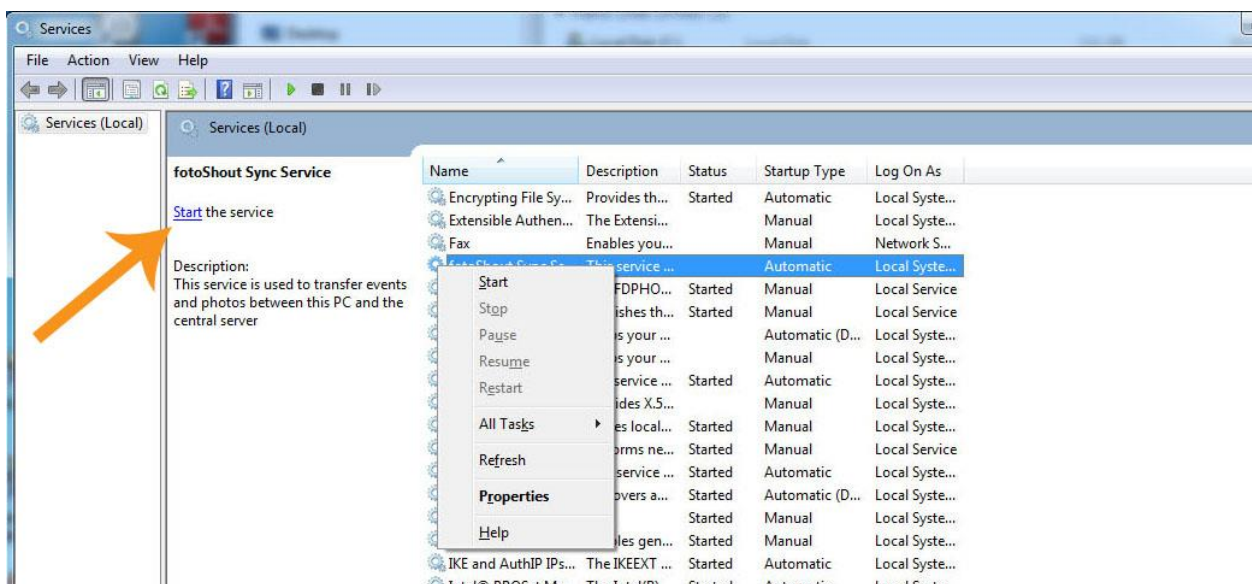 Services
File Action View Help
Services (Local)
Services (Local)
fotoShout Sync Service
Start the service
Description:
This service is used to transfer events
and photos between this PC and the
central server
Name Description Status Startup Type Log On As
Encrypting File Sy... Provides th... Started Automatic Local Syste...
Extensible Authen... The Extensi... Manual Local Syste...
Fax Enables you... Manual Network S...
fotoShout Sync Se... This service ... Automatic Local Syste...
FDPHO... Started Manual Local Service
ishes th... Started Manual Local Service
s your ... Automatic (D... Local Syste...
s your ... Manual Local Syste...
service ... Started Automatic Local Syste...
ides X.5... Manual Local Syste...
es local... Started Manual Local Syste...
orms ne... Started Manual Local Service
service ... Started Automatic Local Syste...
overs a... Started Automatic (D... Local Syste...
Started Manual Local Syste...
les gen... Started Manual Local Syste...
IKE and AuthIP IPs... The IKEEXT ... Started Automatic Local Syste...
Start
Stop
Pause
Resume
Restart
All Tasks
Refresh
Properties
Help